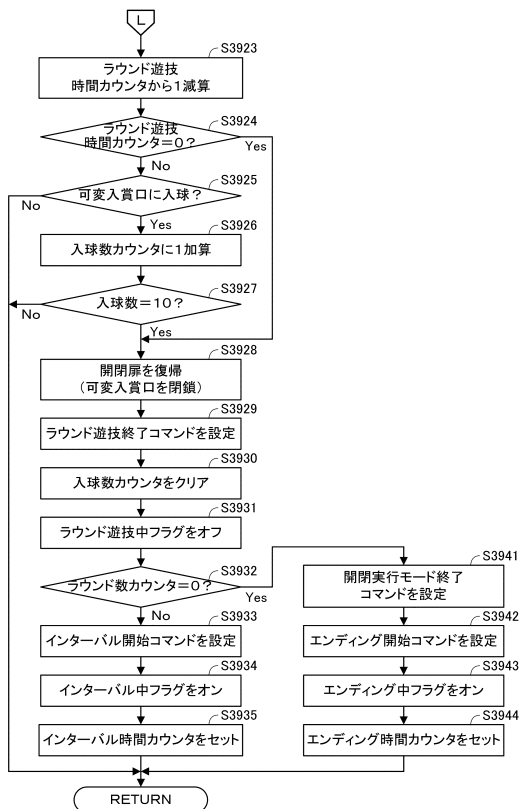 L
S3923
ラウンド遊技
時間カウンタから1減算
S3924
ラウンド遊技
時間カウンタ=0?
Yes
No
S3925
可変入賞口に入球?
No
Yes
S3926
入球数カウンタに1加算
S3927
入球数=10?
No
Yes
S3928
開閉扉を復帰
(可変入賞口を閉鎖)
S3929
ラウンド遊技終了コマンドを設定
S3930
入球数カウンタをクリア
S3931
ラウンド遊技中フラグをオフ
S3932
ラウンド数カウンタ=0?
Yes
No
S3933
インターバル開始コマンドを設定
S3934
インターバル中フラグをオン
S3935
インターバル時間カウンタをセット
S3941
開閉実行モード終了
コマンドを設定
S3942
エンディング開始コマンドを設定
S3943
エンディング中フラグをオン
S3944
エンディング時間カウンタをセット
RETURN